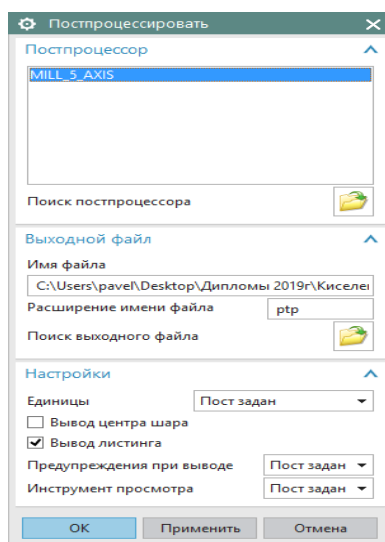 Постпроцессировать
Постпроцессор
MILL_5_AXIS
Поиск постпроцессора
Выходной файл
Имя файла
C:\Users\pavel\Desktop\Дипломы 2019г\Киселе
Расширение имени файла ptp
Поиск выходного файла
Настройки
Единицы Пост задан
Вывод центра шара
Вывод листинга
Предупреждения при выводе Пост задан
Инструмент просмотра Пост задан
ОК Применить Отмена